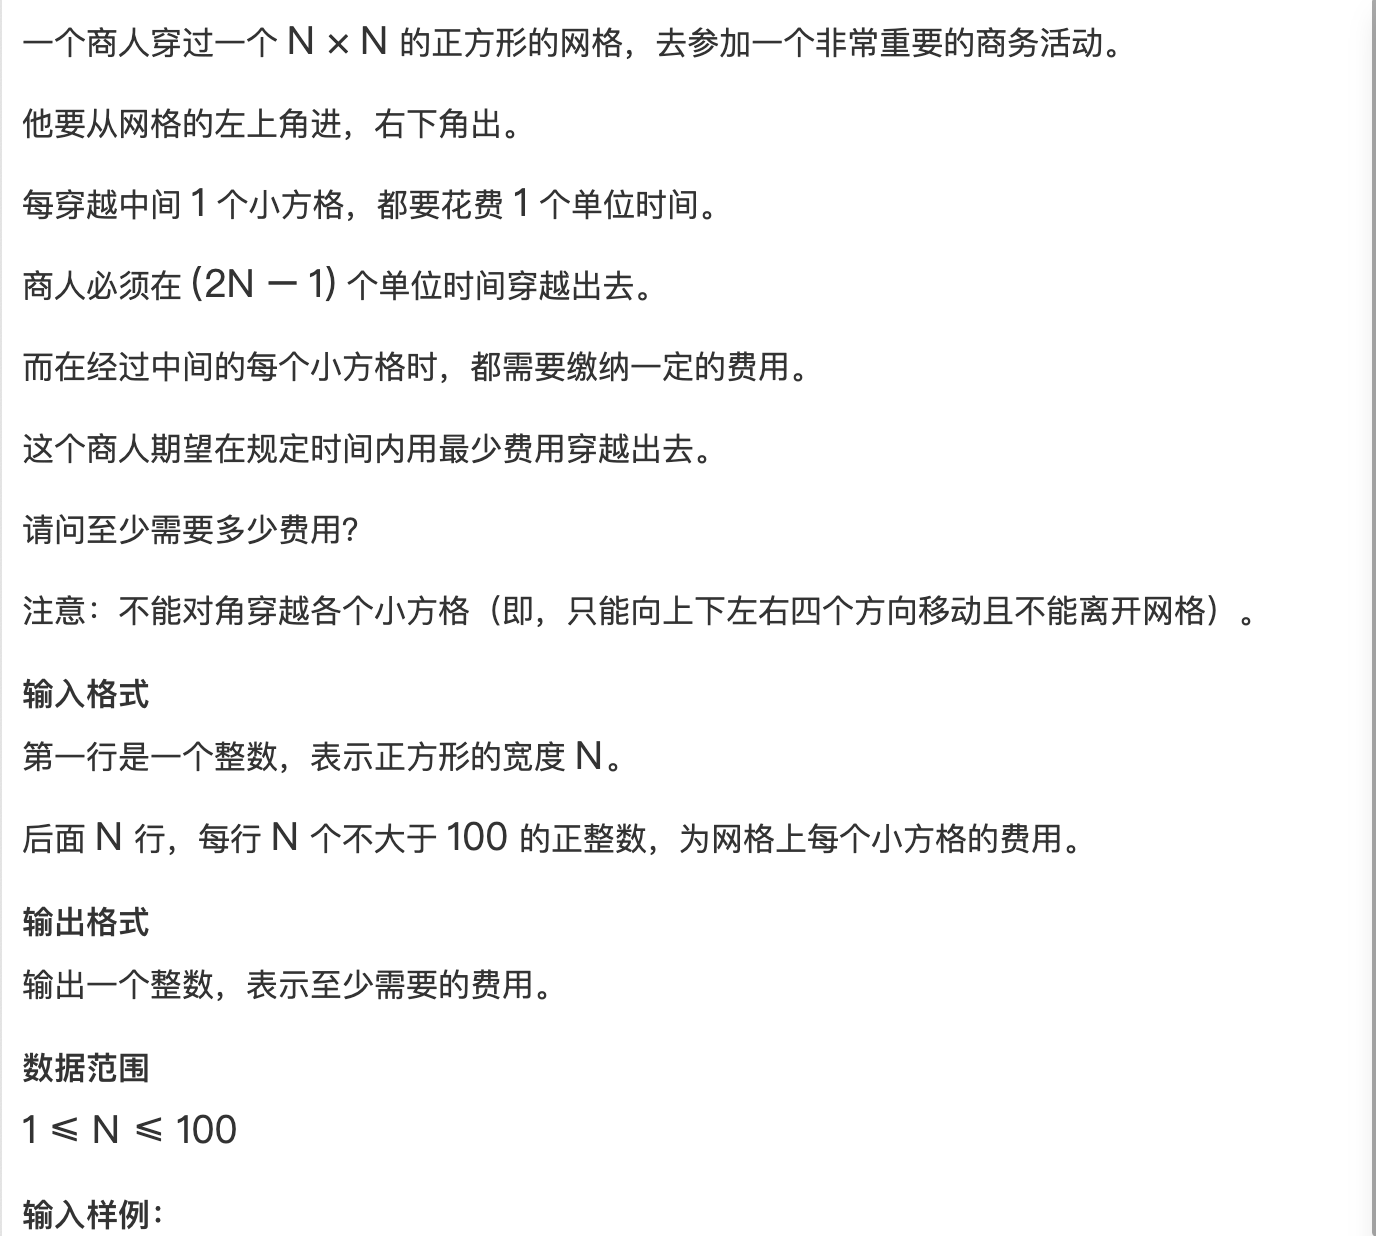 一个商人穿过一个 N × N 的正方形的网格，去参加一个非常重要的商务活动。
他要从网格的左上角进，右下角出。
每穿越中间 1 个小方格，都要花费 1 个单位时间。
商人必须在 (2N − 1) 个单位时间穿越出去。
而在经过中间的每个小方格时，都需要缴纳一定的费用。
这个商人期望在规定时间内用最少费用穿越出去。
请问至少需要多少费用？
注意：不能对角穿越各个小方格（即，只能向上下左右四个方向移动且不能离开网格）。
输入格式
第一行是一个整数，表示正方形的宽度 N。
后面 N 行，每行 N 个不大于 100 的正整数，为网格上每个小方格的费用。
输出格式
输出一个整数，表示至少需要的费用。
数据范围
1 ⩽ N ⩽ 100
输入样例：